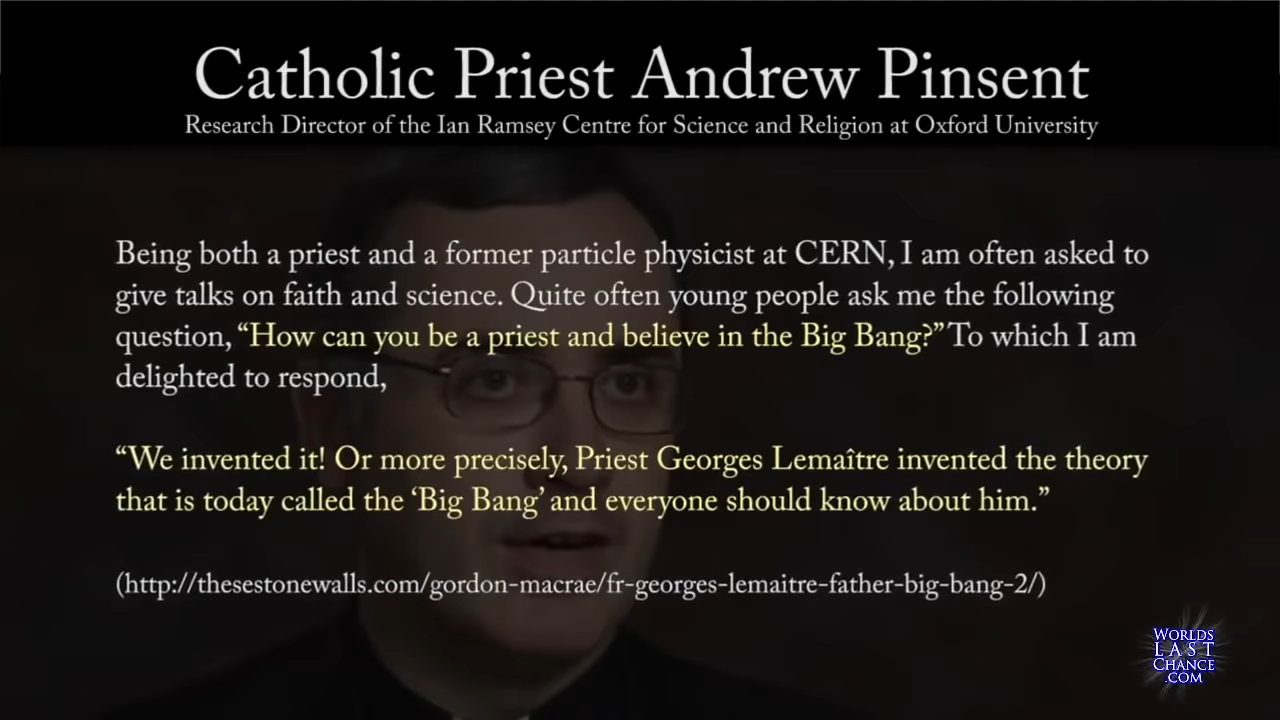 Catholic Priest Andrew Pinsent
Research Director of the Ian Ramsey Centre for Science and Religion at Oxford University
Being both a priest and a former particle physicist at CERN, I am often asked to
give talks on faith and science. Quite often young people ask me the following
question, “How can you be a priest and believe in the Big Bang?” To which I am
delighted to respond,
“We invented it! Or more precisely, Priest Georges Lemaître invented the theory
that is today called the ‘Big Bang’ and everyone should know about him.”
(http://thesestonewalls.com/gordon-macrae/fr-georges-lemaitre-father-big-bang-2/)
WORLDS
LAST
CHANCE
.COM